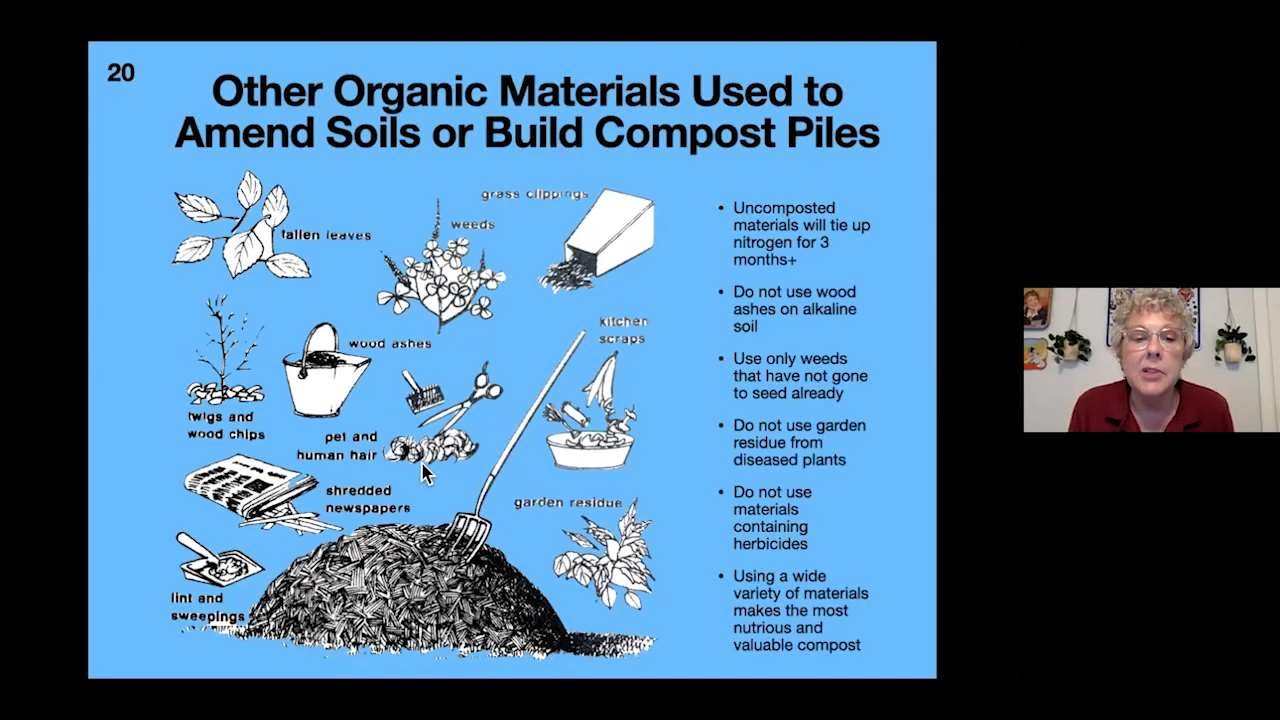 20
Other Organic Materials Used to
Amend Soils or Build Compost Piles
grass clippings
weeds
fallen leaves
kitchen
scraps
wood ashes
twigs and
wood chips
pet and
human hair
shredded
newspapers
garden residue
lint and
sweepings
• Uncomposted
materials will tie up
nitrogen for 3
months+
• Do not use wood
ashes on alkaline
soil
• Use only weeds
that have not gone
to seed already
• Do not use garden
residue from
diseased plants
• Do not use
materials
containing
herbicides
• Using a wide
variety of materials
makes the most
nutrious and
valuable compost